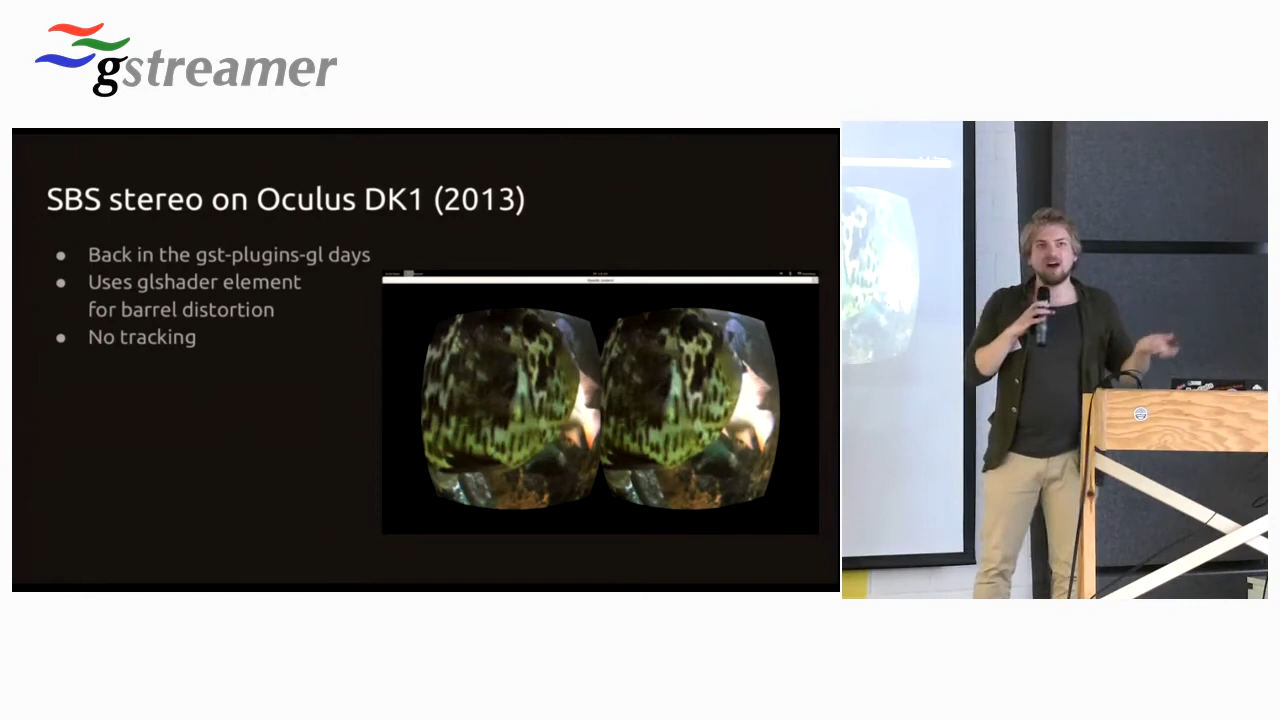 gstreamer
SBS stereo on Oculus DK1 (2013)
Back in the gst-plugins-gl days
Uses glshader element
for barrel distortion
No tracking